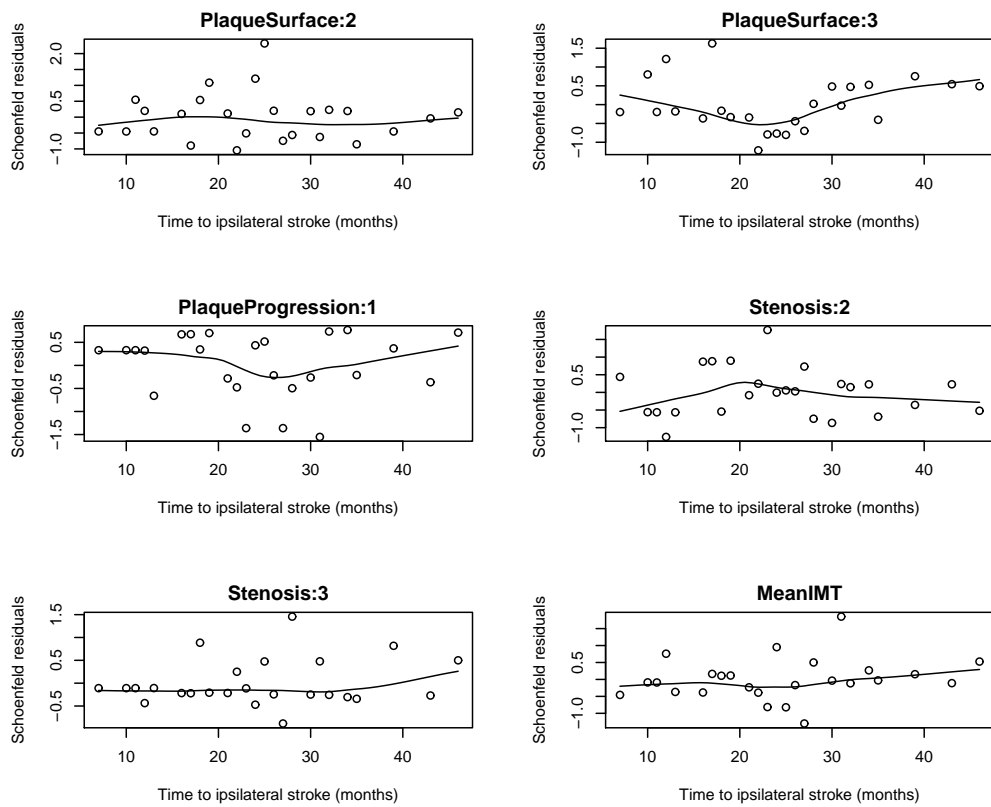 PlaqueSurface:2
Schoenfeld residuals
2.0
0.5
−1.0
10 20 30 40
Time to ipsilateral stroke (months)
PlaqueSurface:3
Schoenfeld residuals
1.5
0.5
−1.0
10 20 30 40
Time to ipsilateral stroke (months)
PlaqueProgression:1
Schoenfeld residuals
0.5
−0.5
−1.5
10 20 30 40
Time to ipsilateral stroke (months)
Stenosis:2
Schoenfeld residuals
0.5
−1.0
10 20 30 40
Time to ipsilateral stroke (months)
Stenosis:3
Schoenfeld residuals
1.5
0.5
−0.5
10 20 30 40
Time to ipsilateral stroke (months)
MeanIMT
Schoenfeld residuals
0.5
−1.0
10 20 30 40
Time to ipsilateral stroke (months)